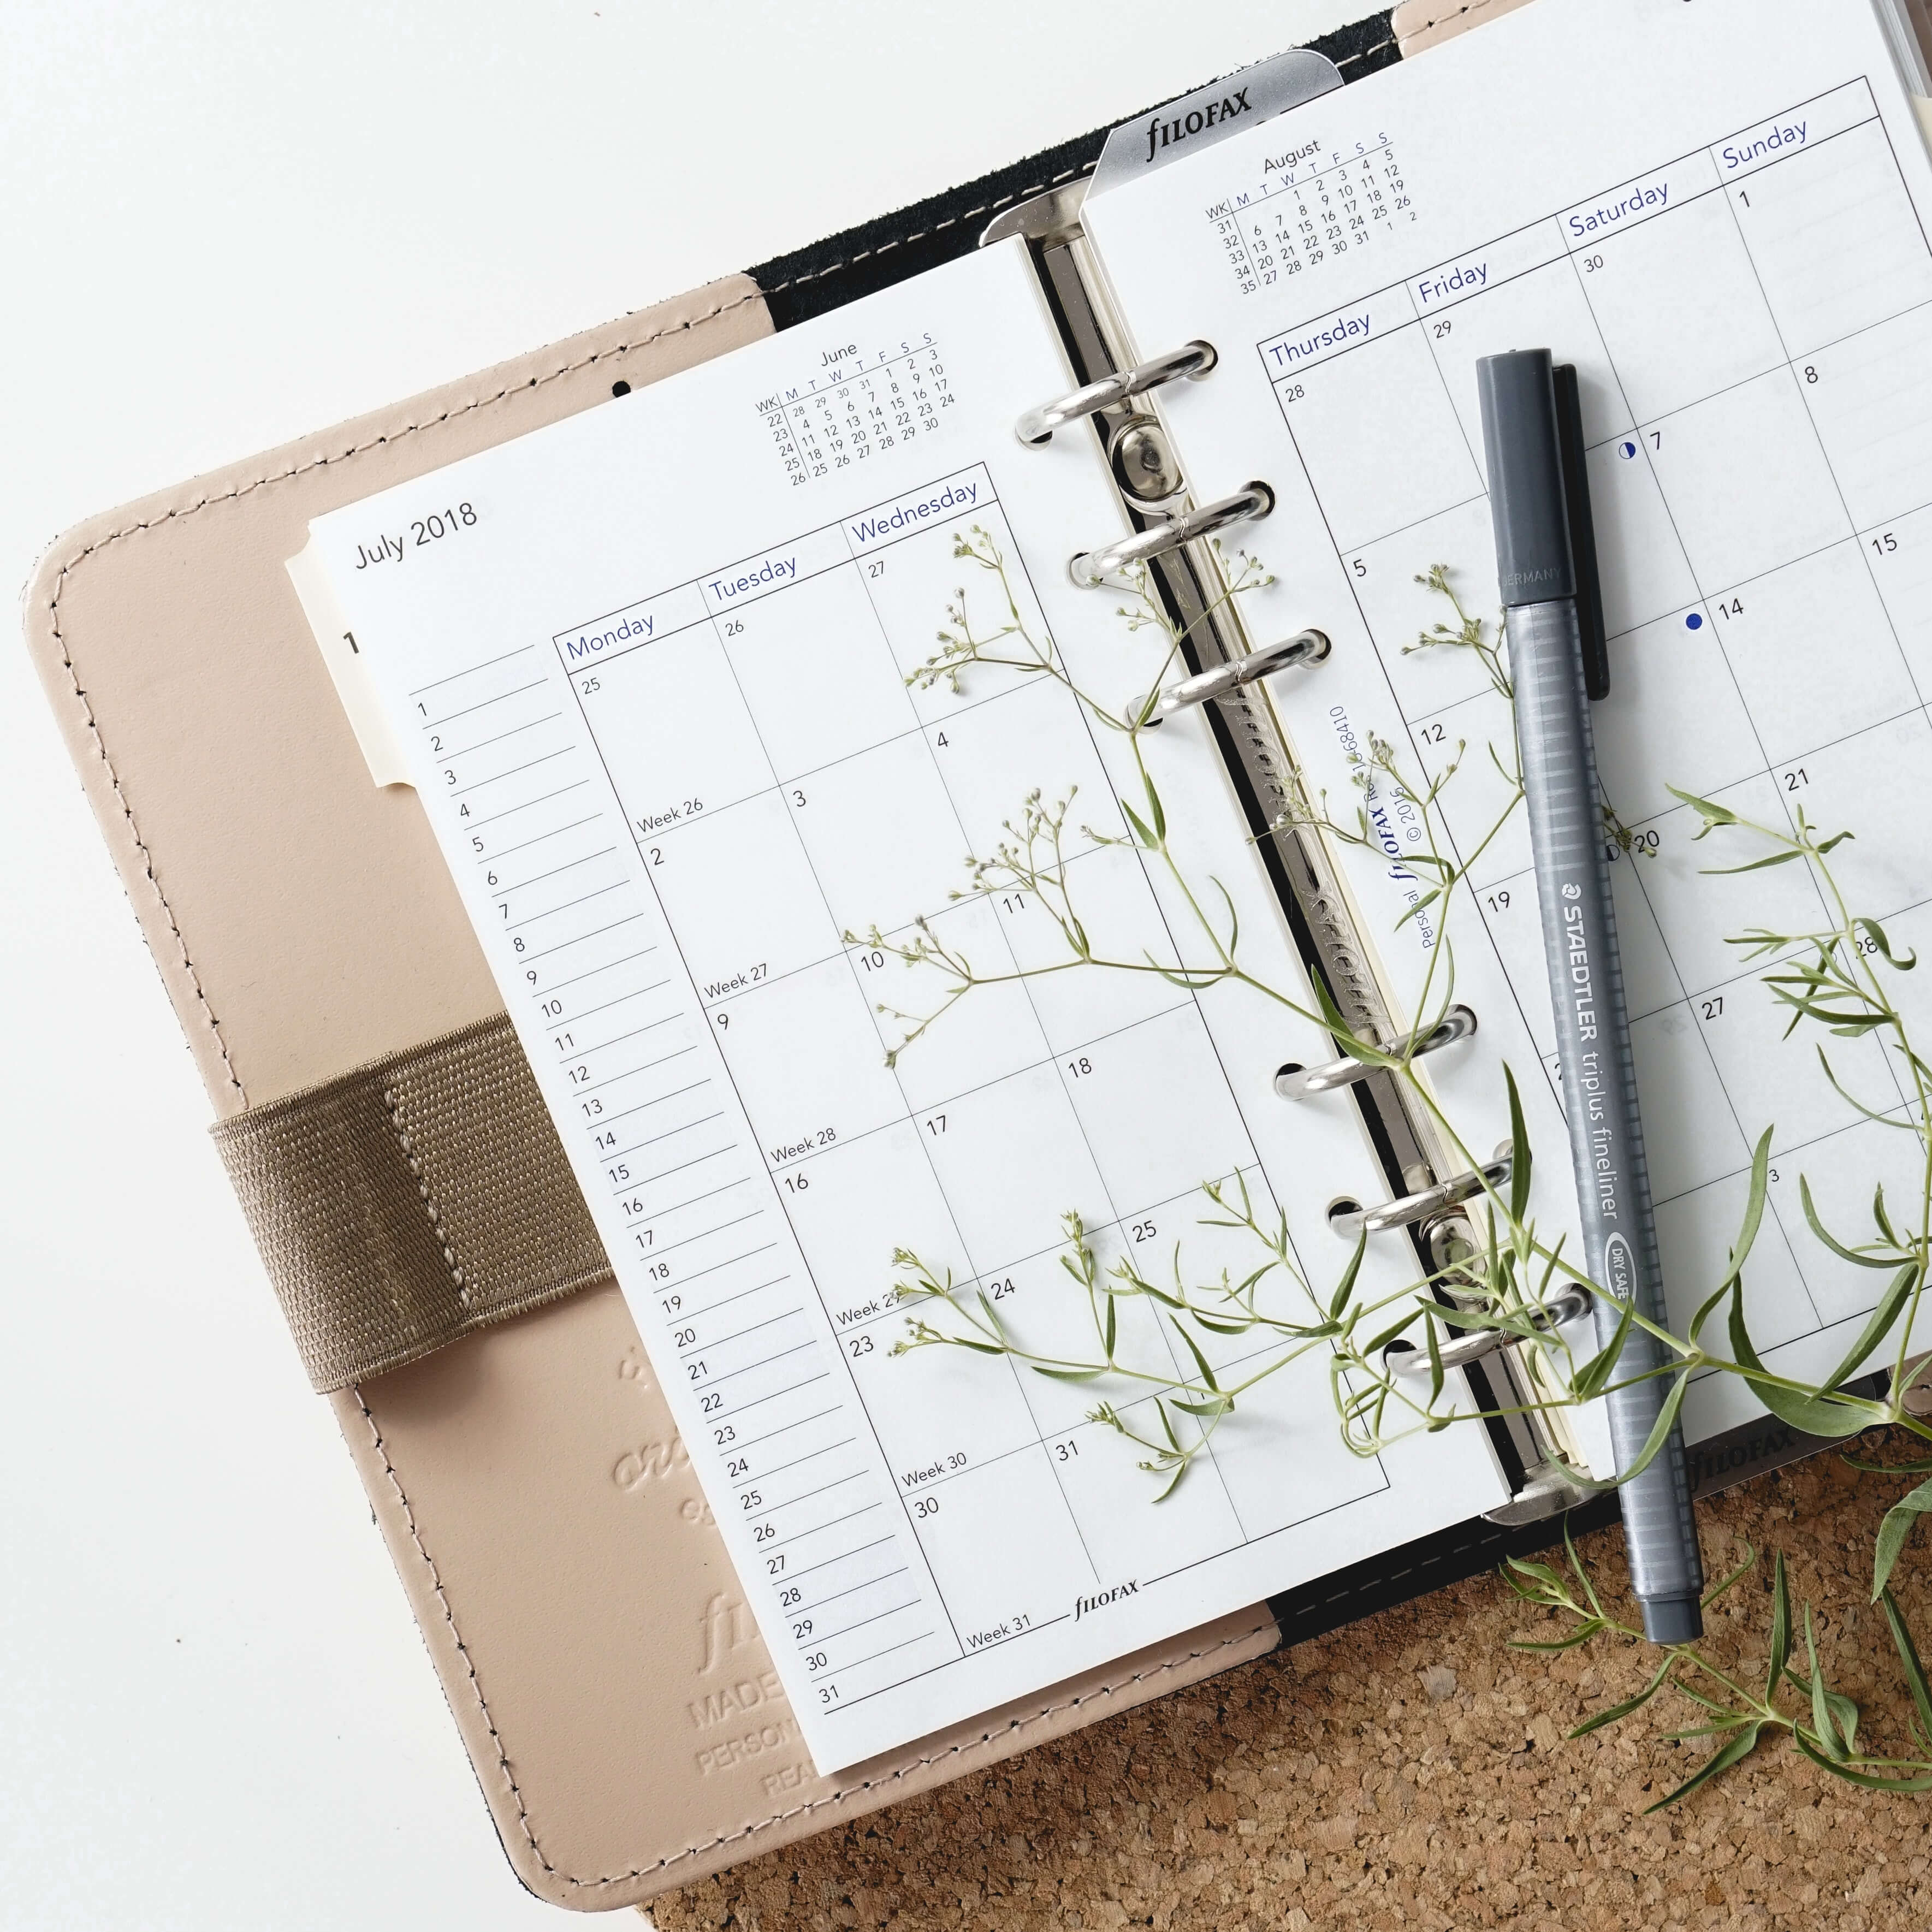 fILOFAX
July 2018
June
WK M T W T F S S
22 28 29 30 31 1 2 3
23 4 5 6 7 8 9 10
24 11 12 13 14 15 16 17
25 18 19 20 21 22 23 24
26 25 26 27 28 29 30
August
WK M T W T F S S
31 1 2 3 4 5
32 6 7 8 9 10 11 12
33 13 14 15 16 17 18 19
34 20 21 22 23 24 25 26
35 27 28 29 30 31 1 2
1
1
2
3
4
5
6
7
8
9
10
11
12
13
14
15
16
17
18
19
20
21
22
23
24
25
26
27
28
29
30
31
Monday Tuesday Wednesday
25 26 27
Week 26
2 3 4
Week 27
9 10 11
Week 28
16 17 18
Week 29
23 24 25
Week 30
30 31
Week 31
fILOFAX
Thursday Friday Saturday Sunday
28 29 30 1
5 7 8
12 14 15
19 20 21
27 28
3
Personal fILOFAX
© 2016
STAEDTLER triplus fineliner
DRY SAFE
GERMANY
MADE
PERSON
REAL
fILOFAX